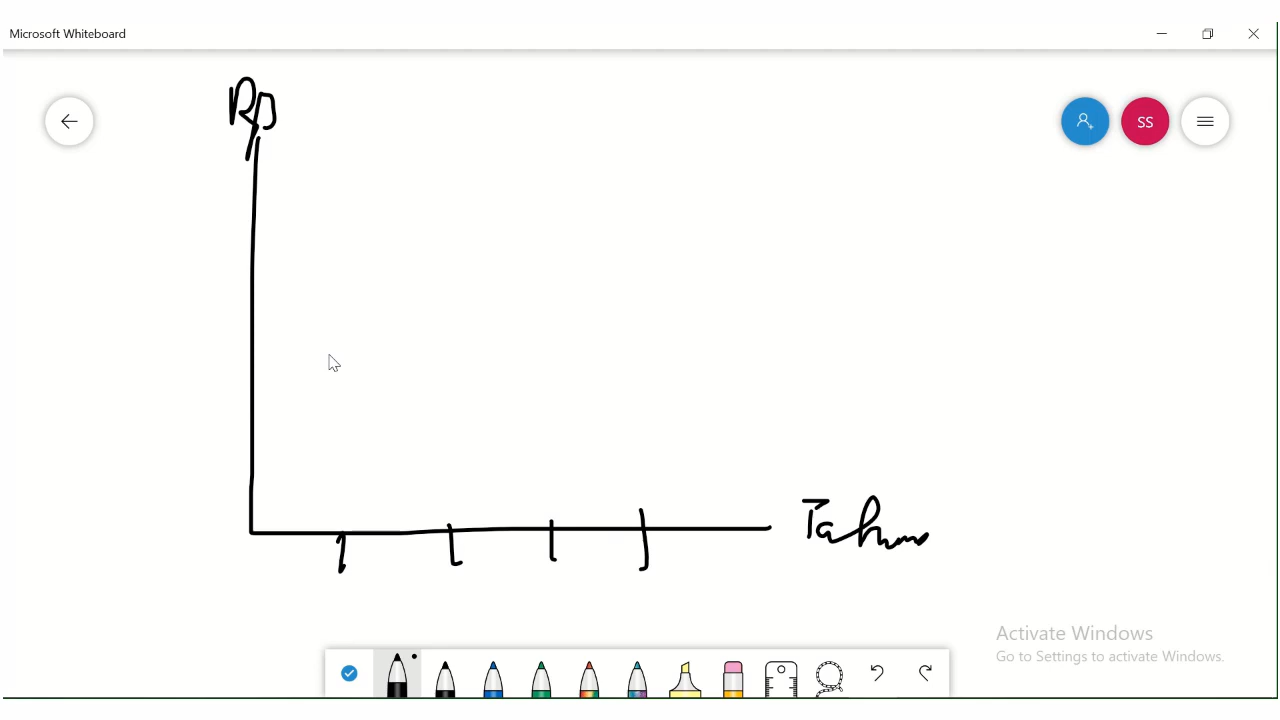 Microsoft Whiteboard
Rp
SS
Tahun
Activate Windows
Go to Settings to activate Windows.